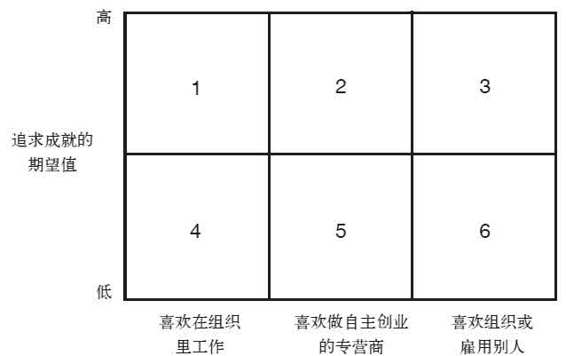 高
1
2
3
追求成就的
期望值
4
5
6
低
喜欢在组织
里工作
喜欢做自主创业
的专营商
喜欢组织或
雇用别人